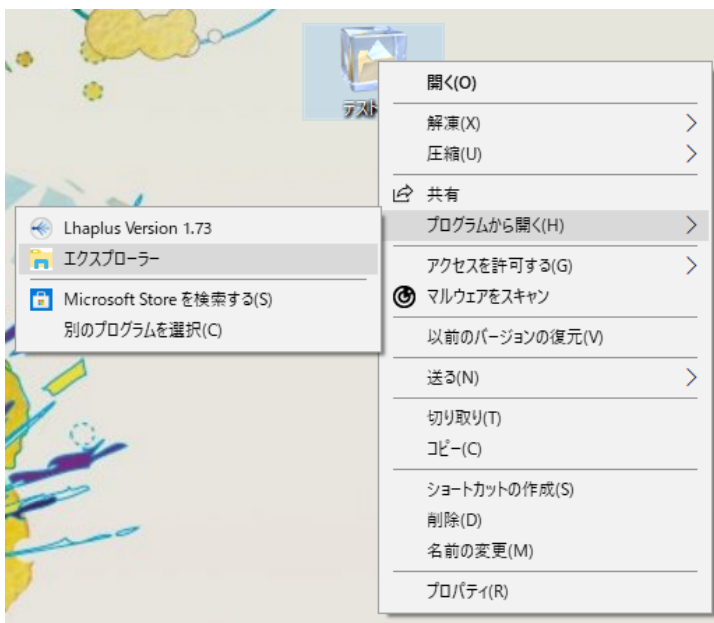 テスト
開く(O)
解凍(X)
圧縮(U)
共有
プログラムから開く(H)
アクセスを許可する(G)
マルウェアをスキャン
以前のバージョンの復元(V)
送る(N)
切り取り(T)
コピー(C)
ショートカットの作成(S)
削除(D)
名前の変更(M)
プロパティ(R)
Lhaplus Version 1.73
エクスプローラー
Microsoft Store を検索する(S)
別のプログラムを選択(C)